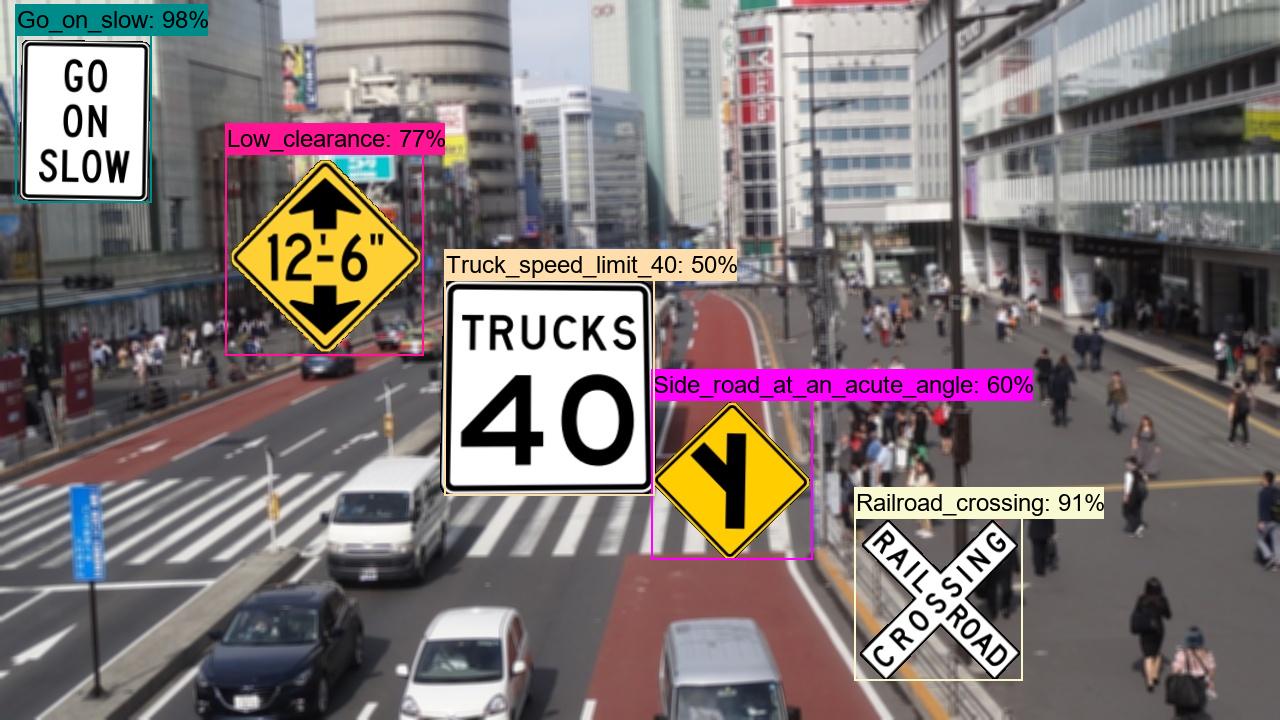 Go_on_slow: 98%
GO
ON
SLOW
Low_clearance: 77%
12'-6"
Truck_speed_limit_40: 50%
TRUCKS
40
Side_road_at_an_acute_angle: 60%
Railroad_crossing: 91%
RAIL ROAD
CROSSING